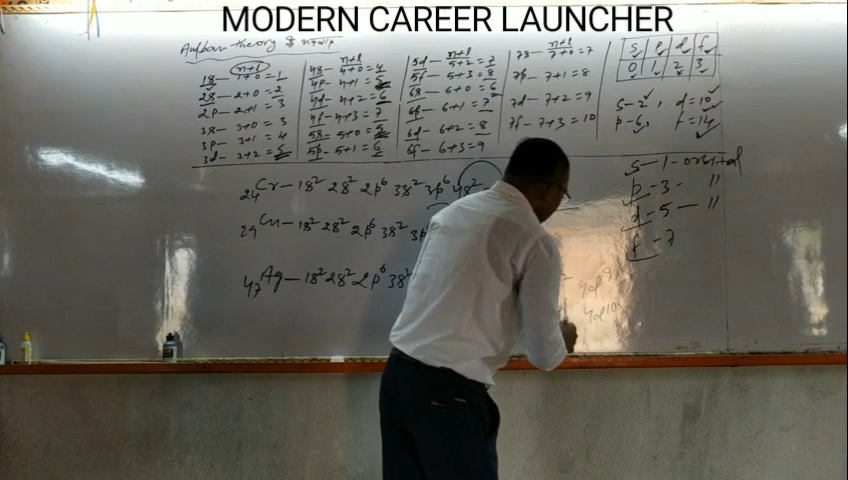 MODERN CAREER LAUNCHER
Aufbau theory के
n+l
1s — 1+0 = 1
2s — 2+0 = 2
2p — 2+1 = 3
3s — 3+0 = 3
3p — 3+1 = 4
3d — 3+2 = 5
n+l
4s — 4+0 = 4
4p — 4+1 = 5
4d — 4+2 = 6
4f — 4+3 = 7
5s — 5+0 = 5
5p — 5+1 = 6
n+l
5d — 5+2 = 7
5f — 5+3 = 8
6s — 6+0 = 6
6p — 6+1 = 7
6d — 6+2 = 8
6f — 6+3 = 9
n+l
7s — 7+0 = 7
7p — 7+1 = 8
7d — 7+2 = 9
7f — 7+3 = 10
s p d f
0 1 2 3
s-2, d=10
p-6, f=14
s-1-orbital
p-3- "
d-5- "
f-7
24Cr — 1s² 2s² 2p⁶ 3s² 3p⁶ 4s²
29Cu — 1s² 2s² 2p⁶ 3s² 3p
47Ag — 1s² 2s² 2p⁶ 3s²
4d9
4d10